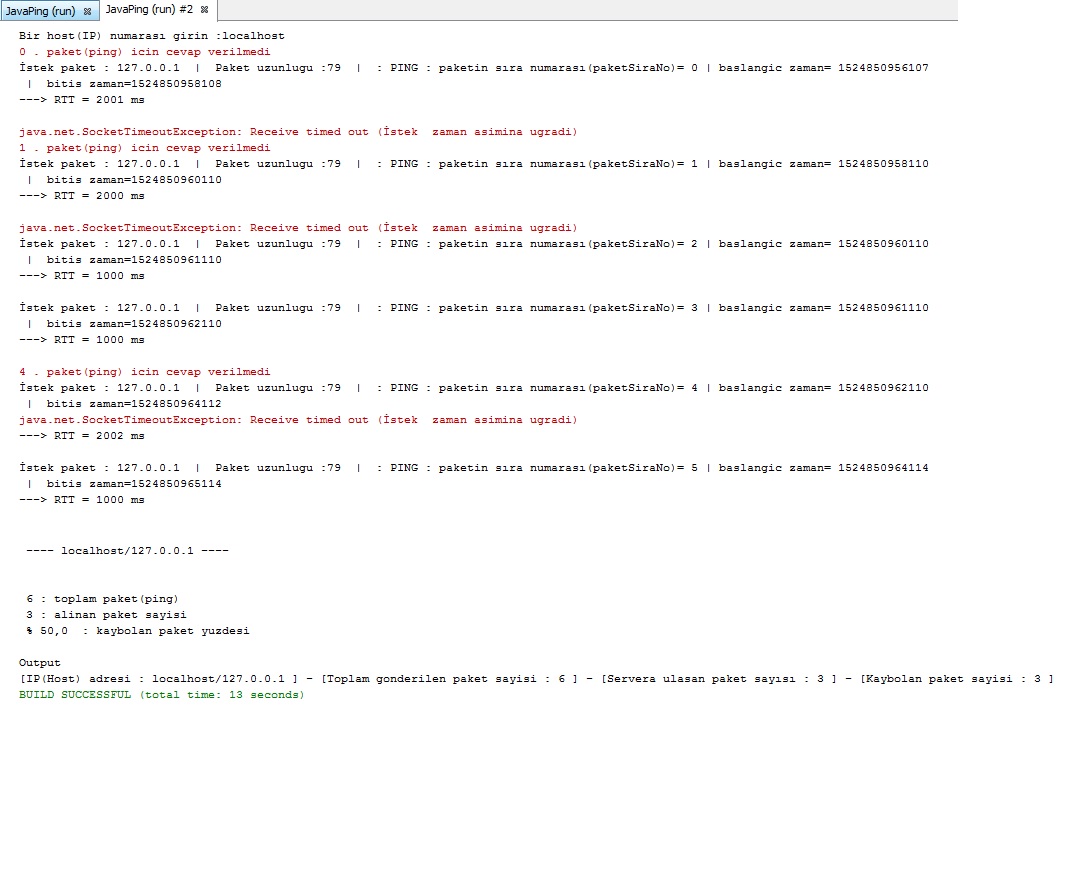 JavaPing (run) JavaPing (run) #2
Bir host(IP) numarası girin :localhost
0 . paket(ping) icin cevap verilmedi
İstek paket : 127.0.0.1 | Paket uzunlugu :79 | : PING : paketin sıra numarası(paketSiraNo)= 0 | baslangic zaman= 1524850956107
| bitis zaman=1524850958108
---> RTT = 2001 ms
java.net.SocketTimeoutException: Receive timed out (İstek zaman asimina ugradi)
1 . paket(ping) icin cevap verilmedi
İstek paket : 127.0.0.1 | Paket uzunlugu :79 | : PING : paketin sıra numarası(paketSiraNo)= 1 | baslangic zaman= 1524850958110
| bitis zaman=1524850960110
---> RTT = 2000 ms
java.net.SocketTimeoutException: Receive timed out (İstek zaman asimina ugradi)
İstek paket : 127.0.0.1 | Paket uzunlugu :79 | : PING : paketin sıra numarası(paketSiraNo)= 2 | baslangic zaman= 1524850960110
| bitis zaman=1524850961110
---> RTT = 1000 ms
İstek paket : 127.0.0.1 | Paket uzunlugu :79 | : PING : paketin sıra numarası(paketSiraNo)= 3 | baslangic zaman= 1524850961110
| bitis zaman=1524850962110
---> RTT = 1000 ms
4 . paket(ping) icin cevap verilmedi
İstek paket : 127.0.0.1 | Paket uzunlugu :79 | : PING : paketin sıra numarası(paketSiraNo)= 4 | baslangic zaman= 1524850962110
| bitis zaman=1524850964112
java.net.SocketTimeoutException: Receive timed out (İstek zaman asimina ugradi)
---> RTT = 2002 ms
İstek paket : 127.0.0.1 | Paket uzunlugu :79 | : PING : paketin sıra numarası(paketSiraNo)= 5 | baslangic zaman= 1524850964114
| bitis zaman=1524850965114
---> RTT = 1000 ms
---- localhost/127.0.0.1 ----
6 : toplam paket(ping)
3 : alinan paket sayisi
% 50,0 : kaybolan paket yuzdesi
Output
[IP(Host) adresi : localhost/127.0.0.1 ] - [Toplam gonderilen paket sayisi : 6 ] - [Servera ulasan paket sayısı : 3 ] - [Kaybolan paket sayisi : 3 ]
BUILD SUCCESSFUL (total time: 13 seconds)